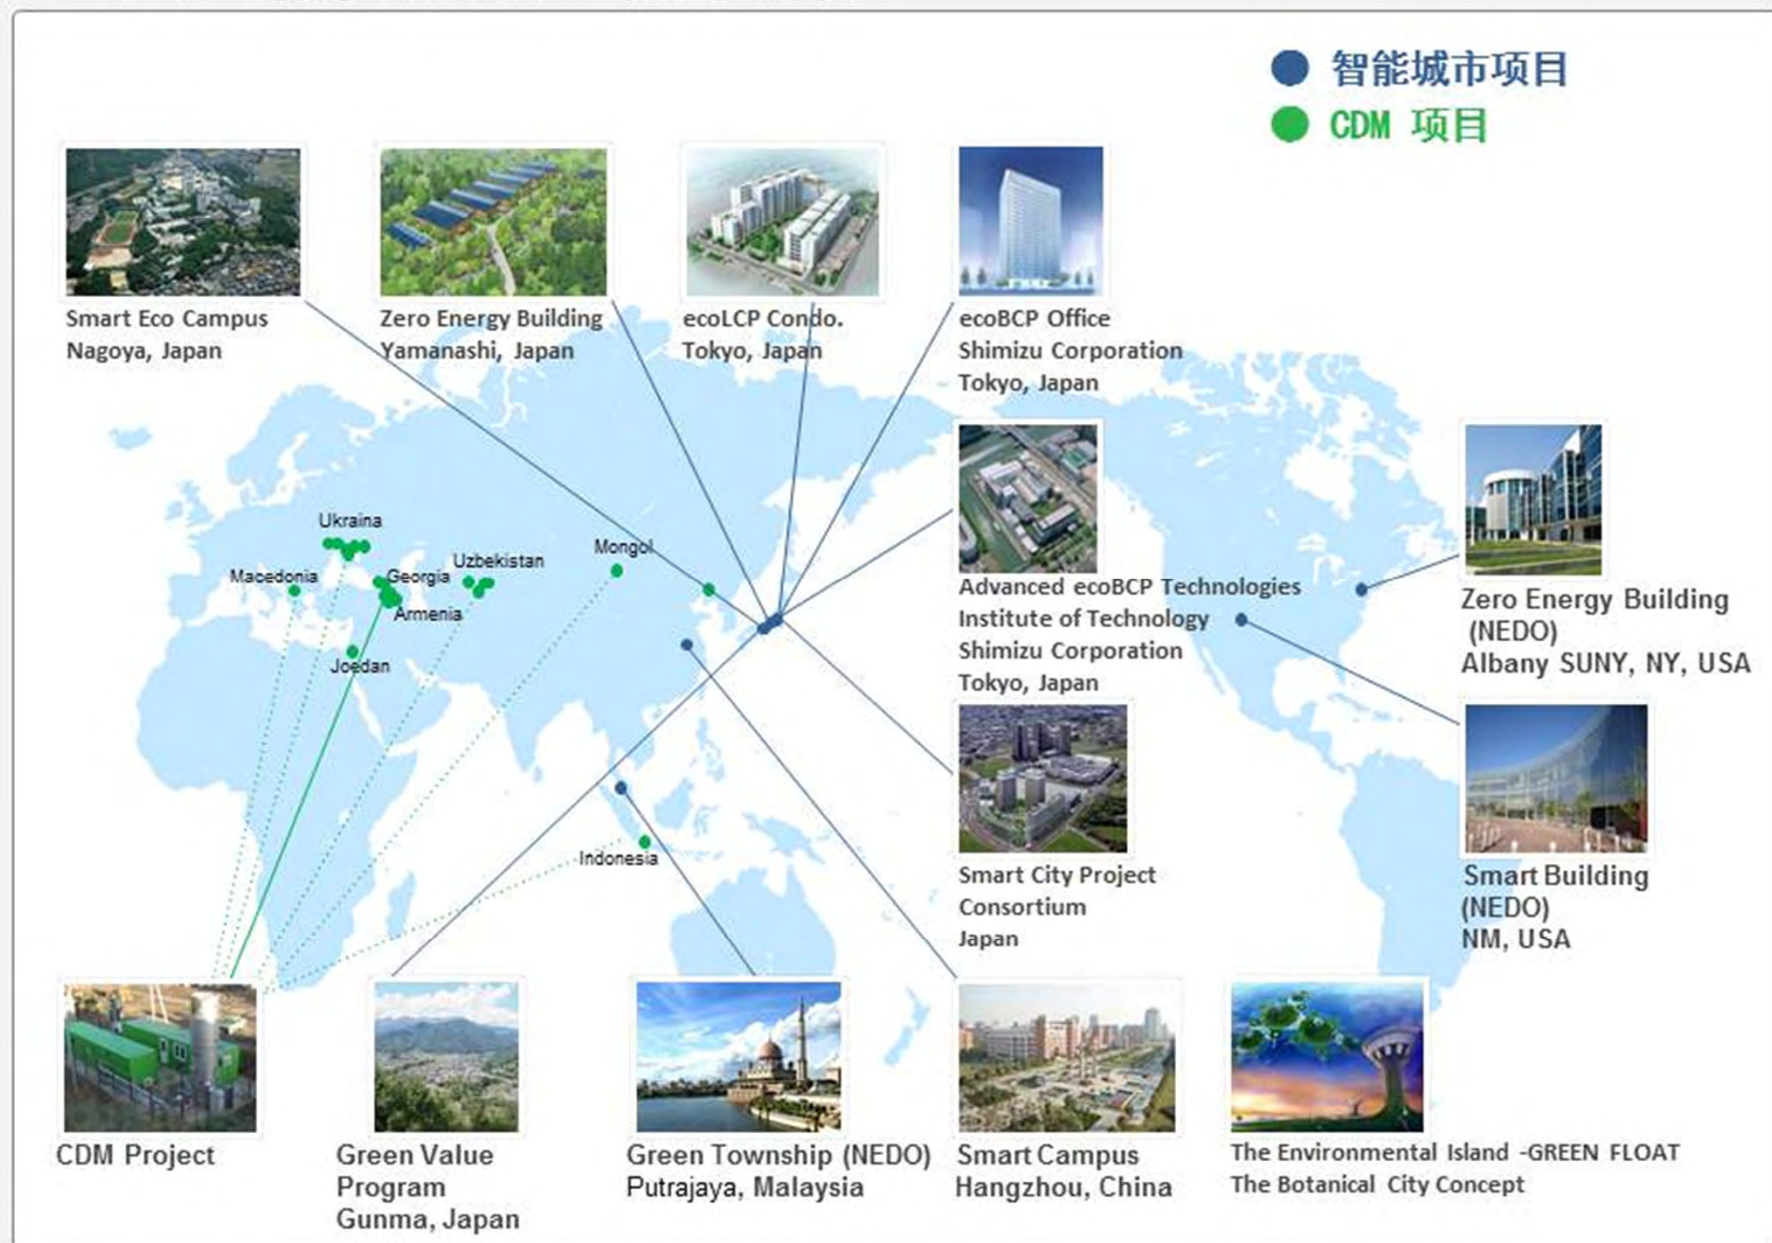 智能城市项目
CDM 项目
Smart Eco Campus
Nagoya, Japan
Zero Energy Building
Yamanashi, Japan
ecoLCP Condo.
Tokyo, Japan
ecoBCP Office
Shimizu Corporation
Tokyo, Japan
Advanced ecoBCP Technologies
Institute of Technology
Shimizu Corporation
Tokyo, Japan
Zero Energy Building
(NEDO)
Albany SUNY, NY, USA
Ukraina
Macedonia
Georgia
Armenia
Uzbekistan
Mongol
Joedan
Indonesia
Smart City Project
Consortium
Japan
Smart Building
(NEDO)
NM, USA
CDM Project
Green Value
Program
Gunma, Japan
Green Township (NEDO)
Putrajaya, Malaysia
Smart Campus
Hangzhou, China
The Environmental Island -GREEN FLOAT
The Botanical City Concept